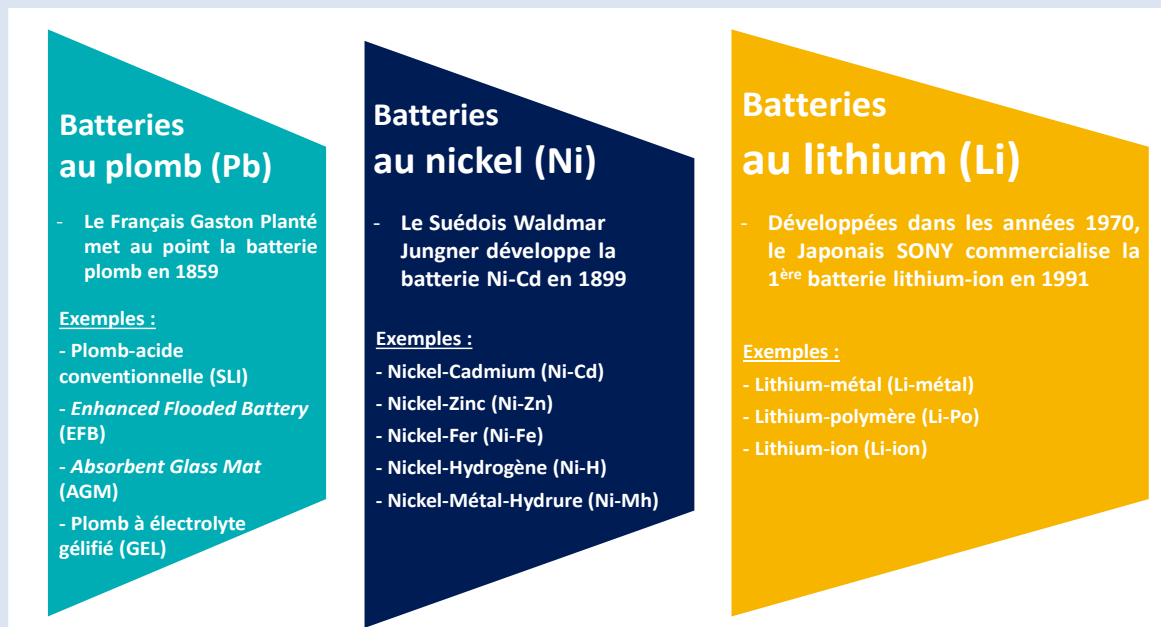 Batteries
au plomb (Pb)
- Le Français Gaston Planté
met au point la batterie
plomb en 1859
Exemples :
- Plomb-acide
conventionnelle (SLI)
- Enhanced Flooded Battery
(EFB)
- Absorbent Glass Mat
(AGM)
- Plomb à électrolyte
gélifié (GEL)
Batteries
au nickel (Ni)
- Le Suédois Waldmar
Jungner développe la
batterie Ni-Cd en 1899
Exemples :
- Nickel-Cadmium (Ni-Cd)
- Nickel-Zinc (Ni-Zn)
- Nickel-Fer (Ni-Fe)
- Nickel-Hydrogène (Ni-H)
- Nickel-Métal-Hydrure (Ni-Mh)
Batteries
au lithium (Li)
- Développées dans les années 1970,
le Japonais SONY commercialise la
1ère batterie lithium-ion en 1991
Exemples :
- Lithium-métal (Li-métal)
- Lithium-polymère (Li-Po)
- Lithium-ion (Li-ion)